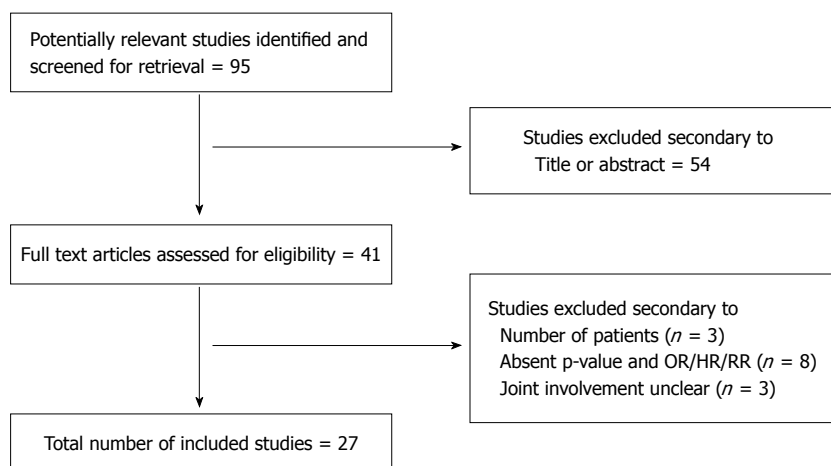 Potentially relevant studies identified and
screened for retrieval = 95
Studies excluded secondary to
Title or abstract = 54
Full text articles assessed for eligibility = 41
Studies excluded secondary to
Number of patients (n = 3)
Absent p-value and OR/HR/RR (n = 8)
Joint involvement unclear (n = 3)
Total number of included studies = 27